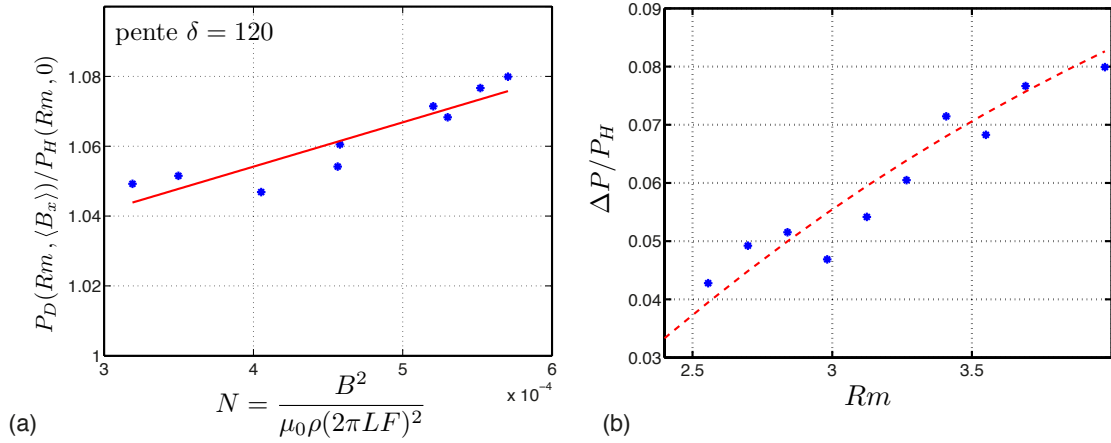 pente δ = 120
P_D(Rm, ⟨B_x⟩)/P_H(Rm, 0)
1.08
1.06
1.04
1.02
1
3
4
5
6
x 10^-4
N = B^2 / μ_0ρ(2πLF)^2
(a)
ΔP/P_H
0.09
0.08
0.07
0.06
0.05
0.04
0.03
2.5
3
3.5
Rm
(b)